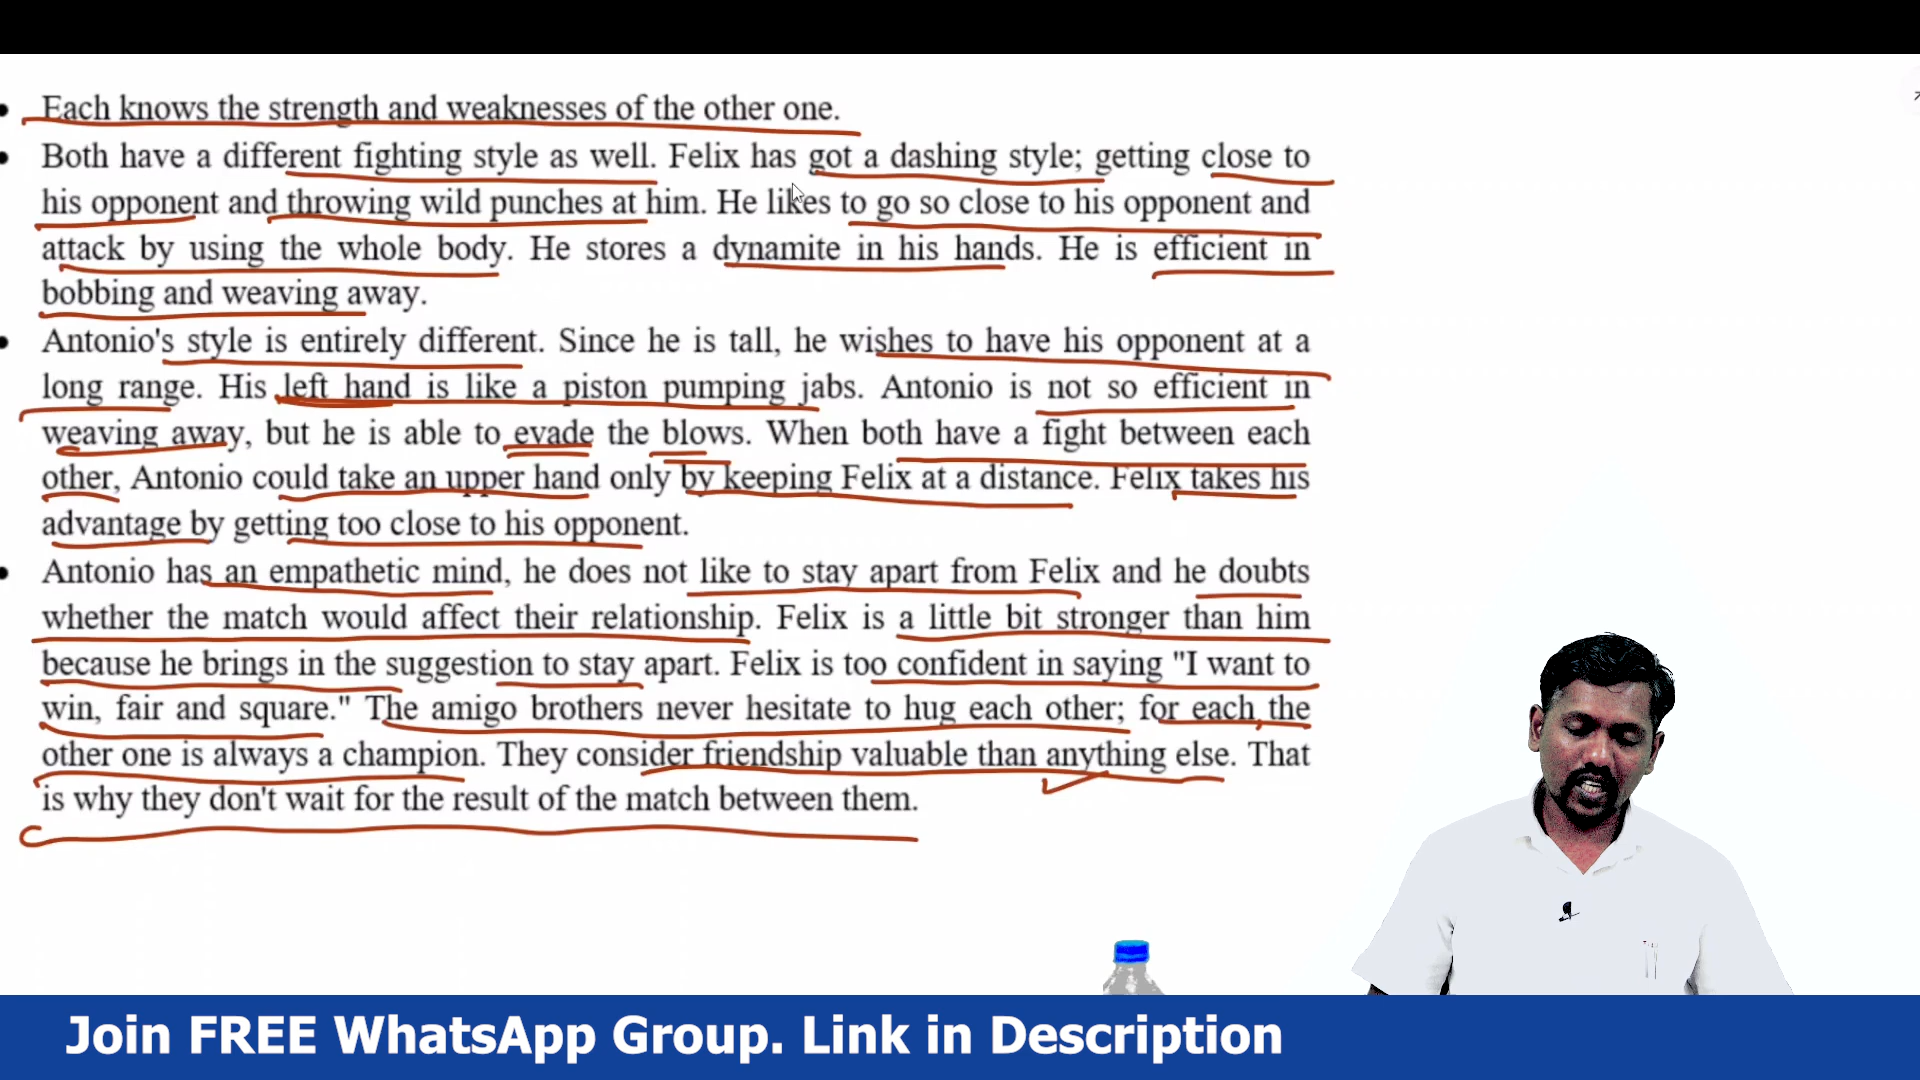 Each knows the strength and weaknesses of the other one.
Both have a different fighting style as well. Felix has got a dashing style; getting close to
his opponent and throwing wild punches at him. He likes to go so close to his opponent and
attack by using the whole body. He stores a dynamite in his hands. He is efficient in
bobbing and weaving away.
Antonio's style is entirely different. Since he is tall, he wishes to have his opponent at a
long range. His left hand is like a piston pumping jabs. Antonio is not so efficient in
weaving away, but he is able to evade the blows. When both have a fight between each
other, Antonio could take an upper hand only by keeping Felix at a distance. Felix takes his
advantage by getting too close to his opponent.
Antonio has an empathetic mind, he does not like to stay apart from Felix and he doubts
whether the match would affect their relationship. Felix is a little bit stronger than him
because he brings in the suggestion to stay apart. Felix is too confident in saying "I want to
win, fair and square." The amigo brothers never hesitate to hug each other; for each the
other one is always a champion. They consider friendship valuable than anything else. That
is why they don't wait for the result of the match between them.
Join FREE WhatsApp Group. Link in Description